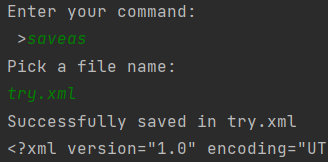 Enter your command:
>saveas
Pick a file name:
try.xml
Successfully saved in try.xml
<?xml version="1.0" encoding="UT